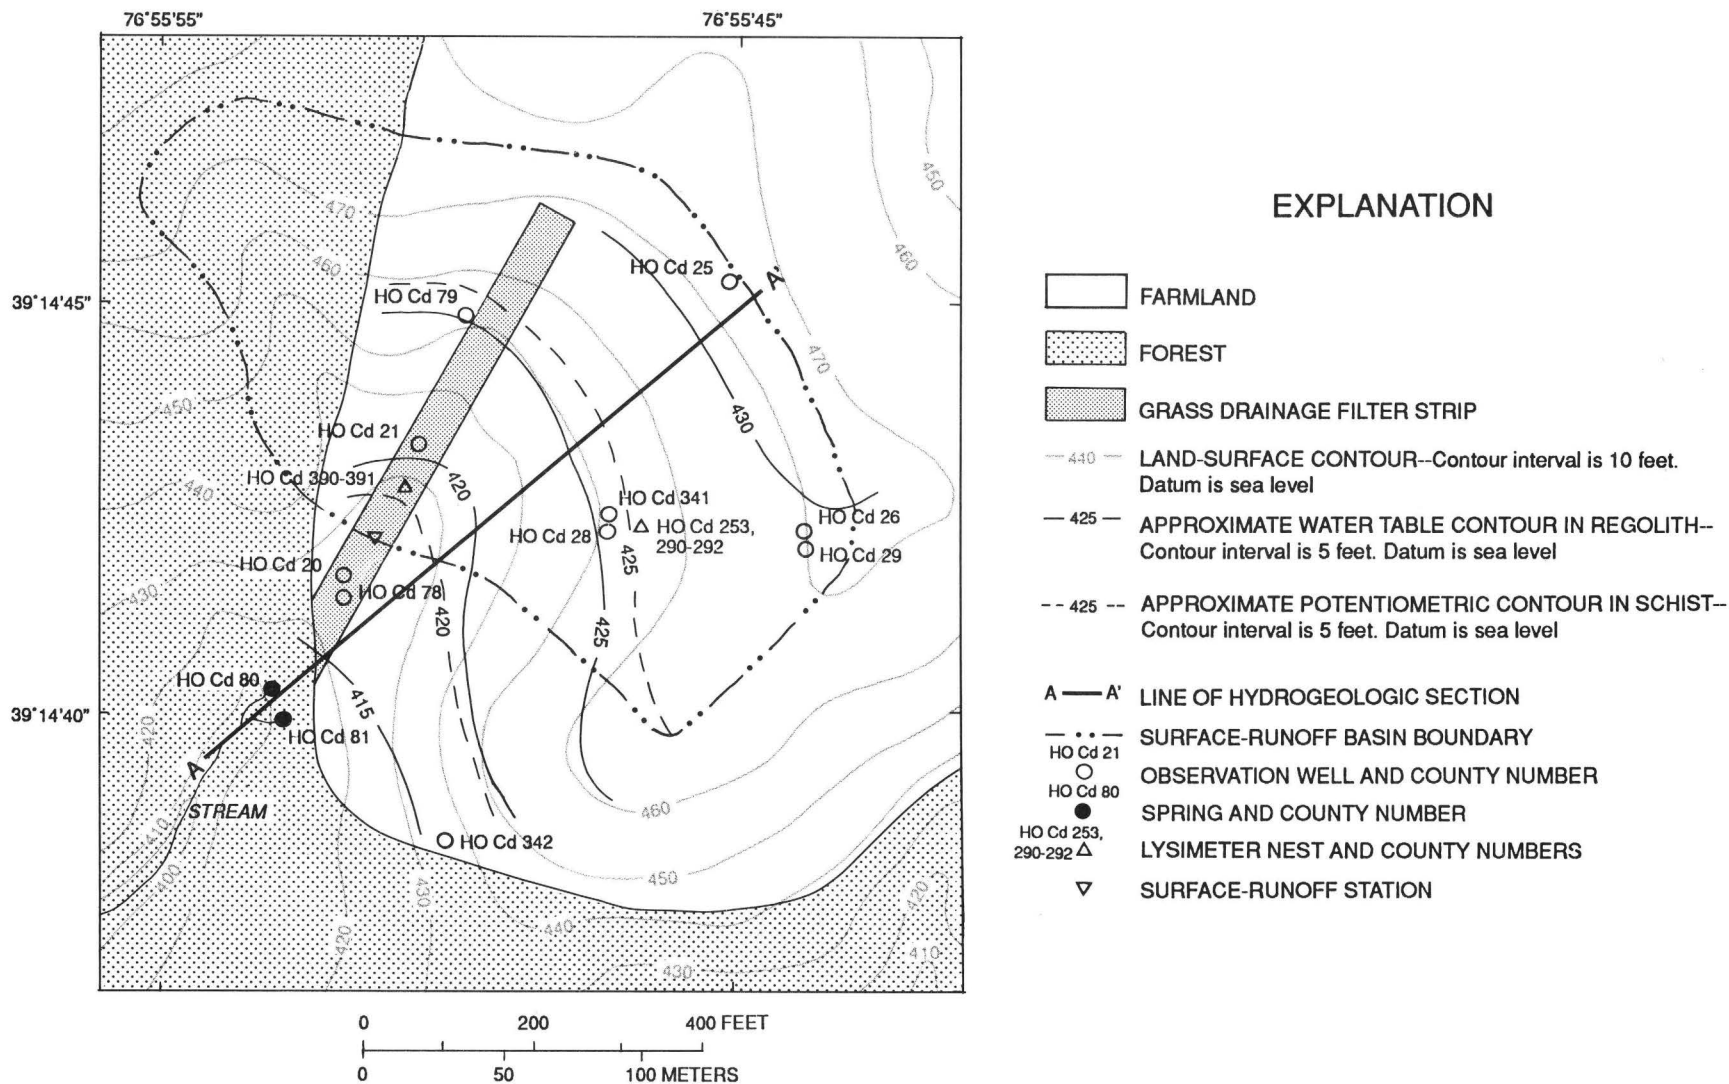 76°55'55"
76°55'45"
39°14'45"
39°14'40"
470
460
450
440
430
420
410
400
450
460
470
HO Cd 25
A'
HO Cd 79
430
HO Cd 21
HO Cd 390-391
420
HO Cd 341
HO Cd 28
HO Cd 253,
290-292
HO Cd 26
HO Cd 29
425
HO Cd 20
HO Cd 78
420
425
HO Cd 80
415
HO Cd 81
A
STREAM
HO Cd 342
460
450
430
420
440
430
420
410
0 200 400 FEET
0 50 100 METERS
EXPLANATION
FARMLAND
FOREST
GRASS DRAINAGE FILTER STRIP
440 LAND-SURFACE CONTOUR--Contour interval is 10 feet.
Datum is sea level
— 425 — APPROXIMATE WATER TABLE CONTOUR IN REGOLITH--
Contour interval is 5 feet. Datum is sea level
-- 425 -- APPROXIMATE POTENTIOMETRIC CONTOUR IN SCHIST--
Contour interval is 5 feet. Datum is sea level
A — A' LINE OF HYDROGEOLOGIC SECTION
SURFACE-RUNOFF BASIN BOUNDARY
HO Cd 21
OBSERVATION WELL AND COUNTY NUMBER
HO Cd 80
SPRING AND COUNTY NUMBER
HO Cd 253,
290-292 LYSIMETER NEST AND COUNTY NUMBERS
SURFACE-RUNOFF STATION